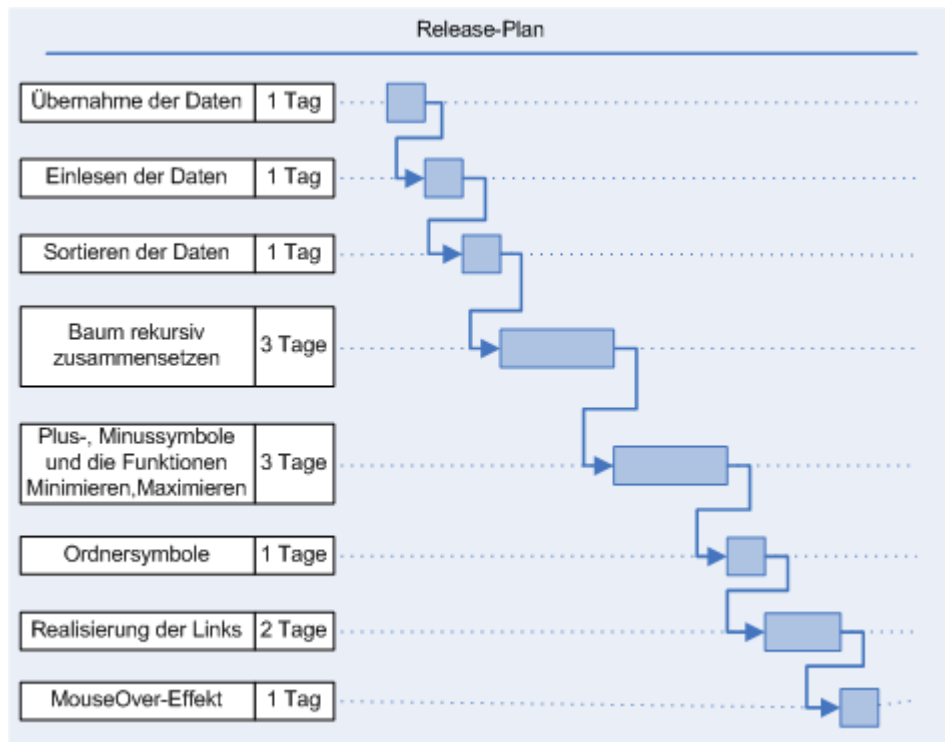 Release-Plan
Übernahme der Daten 1 Tag
Einlesen der Daten 1 Tag
Sortieren der Daten 1 Tag
Baum rekursiv
zusammensetzen
3 Tage
Plus-, Minussymbole
und die Funktionen
Minimieren,Maximieren
3 Tage
Ordnersymbole 1 Tage
Realisierung der Links 2 Tage
MouseOver-Effekt 1 Tag